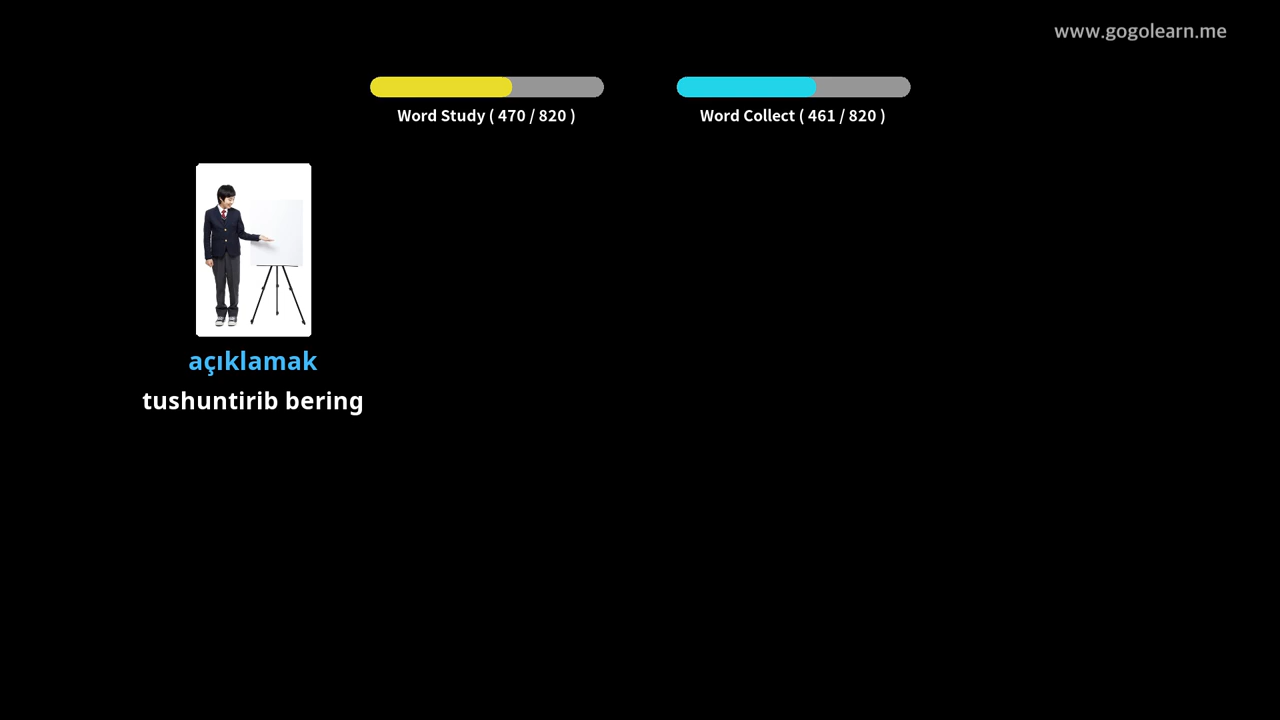 www.gogolearn.me
Word Study ( 470 / 820 )
Word Collect ( 461 / 820 )
açıklamak
tushuntirib bering